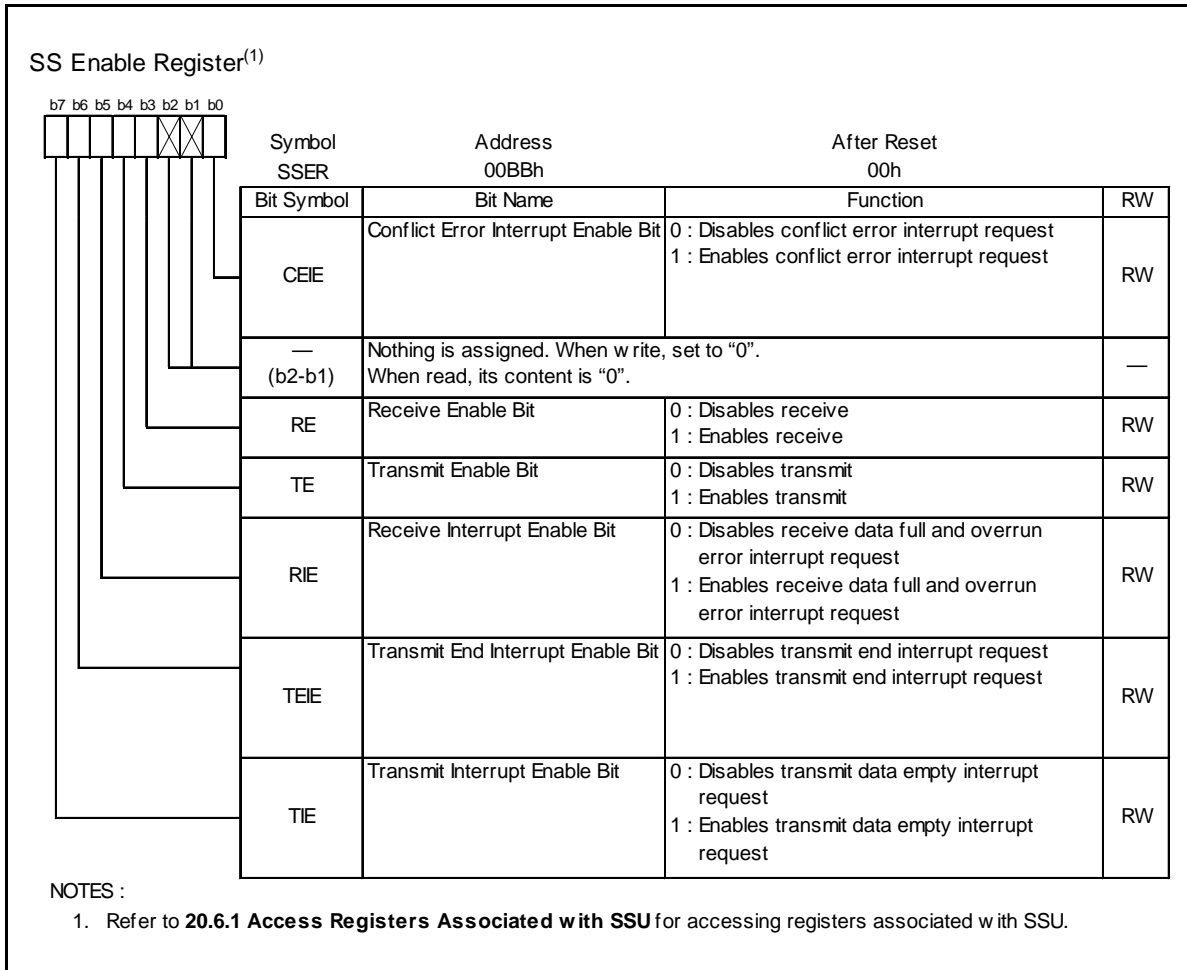 SS Enable Register(1)
b7 b6 b5 b4 b3 b2 b1 b0
Symbol Address After Reset
SSER 00BBh 00h
Bit Symbol Bit Name Function RW
CEIE Conflict Error Interrupt Enable Bit 0 : Disables conflict error interrupt request
1 : Enables conflict error interrupt request RW
— (b2-b1) Nothing is assigned. When write, set to “0”.
When read, its content is “0”. —
RE Receive Enable Bit 0 : Disables receive
1 : Enables receive RW
TE Transmit Enable Bit 0 : Disables transmit
1 : Enables transmit RW
RIE Receive Interrupt Enable Bit 0 : Disables receive data full and overrun
error interrupt request
1 : Enables receive data full and overrun
error interrupt request RW
TEIE Transmit End Interrupt Enable Bit 0 : Disables transmit end interrupt request
1 : Enables transmit end interrupt request RW
TIE Transmit Interrupt Enable Bit 0 : Disables transmit data empty interrupt
request
1 : Enables transmit data empty interrupt
request RW
NOTES :
1. Refer to 20.6.1 Access Registers Associated with SSU for accessing registers associated with SSU.